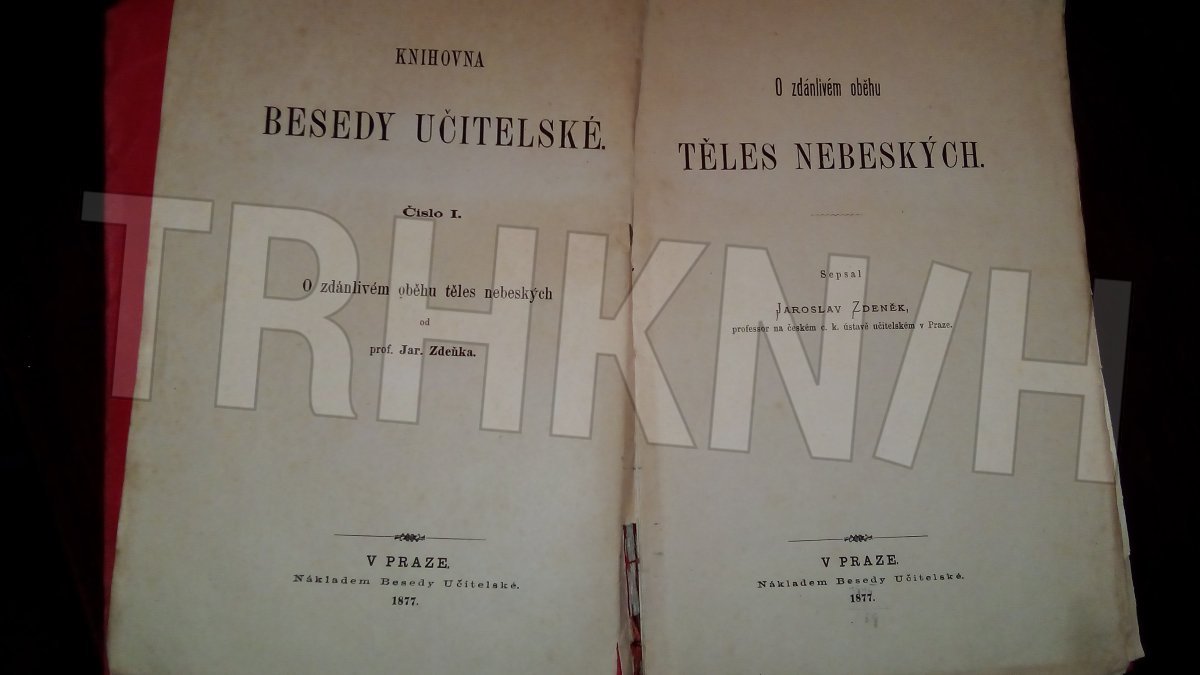 KNIHOVNA
BESEDY UČITELSKÉ.
Číslo I.
O zdánlivém oběhu těles nebeských
od
prof. Jar. Zdeňka.
V PRAZE.
Nákladem Besedy Učitelské.
1877.
O zdánlivém oběhu
TĚLES NEBESKÝCH.
Sepsal
JAROSLAV ZDENĚK,
professor na českém c. k. ústavě učitelském v Praze.
V PRAZE.
Nákladem Besedy Učitelské.
1877.
TRHKNIH